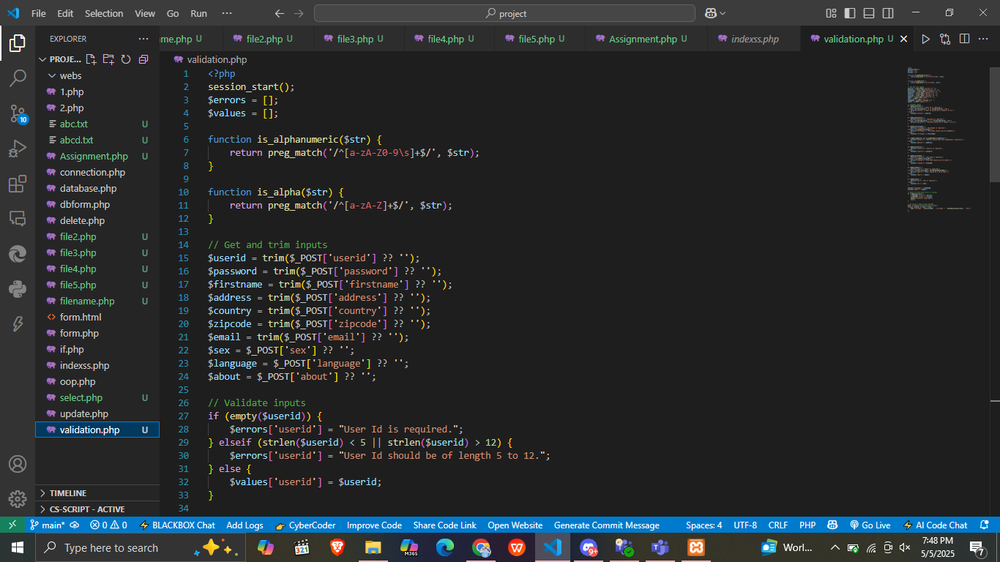 File Edit Selection View Go Run ··· project
EXPLORER
me.php U file2.php U file3.php U file4.php U file5.php U Assignment.php U indexss.php validation.php U
PROJE...
webs
1.php
2.php
abc.txt U
abcd.txt U
Assignment.php U
connection.php
database.php
dbform.php
delete.php
file2.php U
file3.php U
file4.php U
file5.php U
filename.php U
form.html
form.php
if.php
indexss.php
oop.php
select.php U
update.php
validation.php U
TIMELINE
CS-SCRIPT - ACTIVE
10
validation.php
1 <?php
2 session_start();
3 $errors = [];
4 $values = [];
5
6 function is_alphanumeric($str) {
7 return preg_match('/^[a-zA-Z0-9\s]+$/', $str);
8 }
9
10 function is_alpha($str) {
11 return preg_match('/^[a-zA-Z]+$/', $str);
12 }
13
14 // Get and trim inputs
15 $userid = trim($_POST['userid'] ?? '');
16 $password = trim($_POST['password'] ?? '');
17 $firstname = trim($_POST['firstname'] ?? '');
18 $address = trim($_POST['address'] ?? '');
19 $country = trim($_POST['country'] ?? '');
20 $zipcode = trim($_POST['zipcode'] ?? '');
21 $email = trim($_POST['email'] ?? '');
22 $sex = $_POST['sex'] ?? '';
23 $language = $_POST['language'] ?? '';
24 $about = $_POST['about'] ?? '';
25
26 // Validate inputs
27 if (empty($userid)) {
28 $errors['userid'] = "User Id is required.";
29 } elseif (strlen($userid) < 5 || strlen($userid) > 12) {
30 $errors['userid'] = "User Id should be of length 5 to 12.";
31 } else {
32 $values['userid'] = $userid;
33 }
34
main* 0 0 BLACKBOX Chat Add Logs CyberCoder Improve Code Share Code Link Open Website Generate Commit Message Spaces: 4 UTF-8 CRLF PHP Go Live AI Code Chat
Type here to search 321 M365 9+ Worl... 7:48 PM
5/5/2025 7